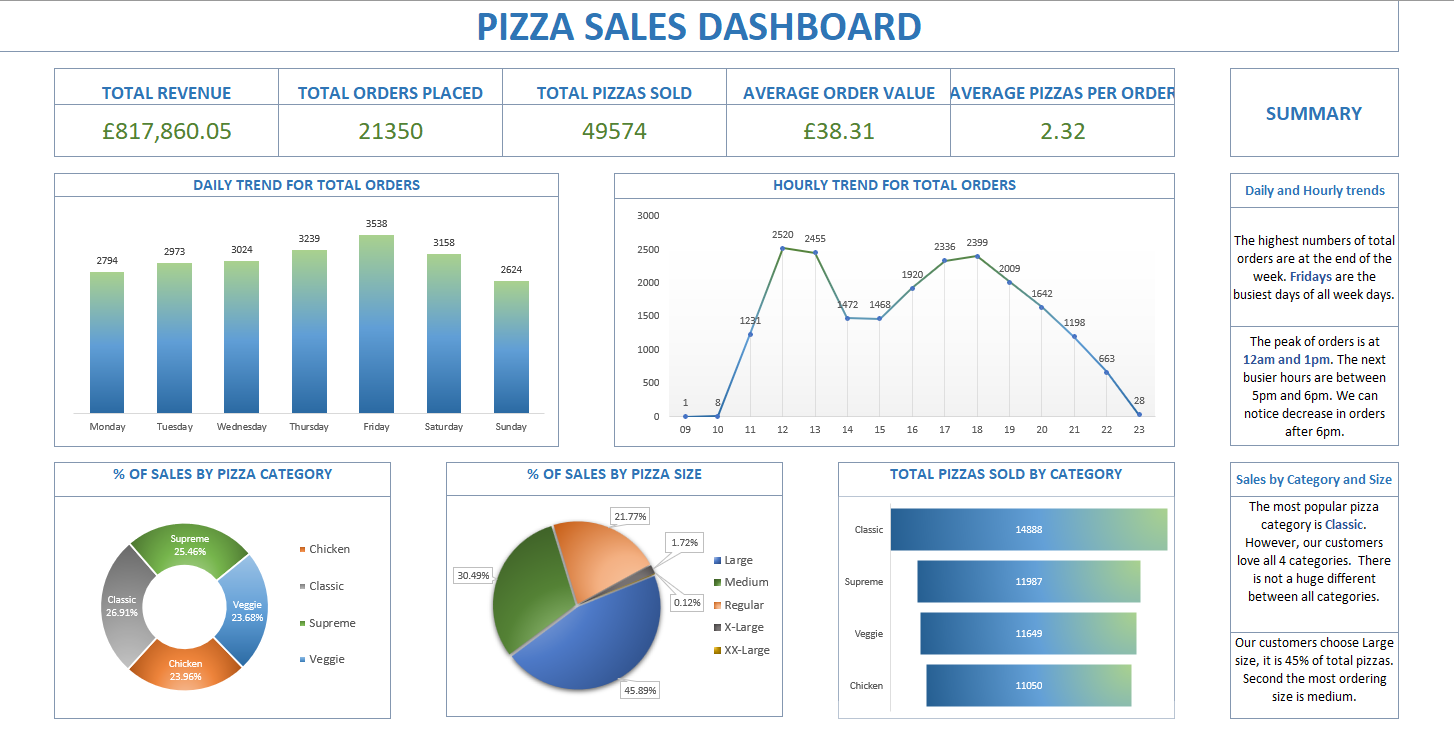 PIZZA SALES DASHBOARD
TOTAL REVENUE
£817,860.05
TOTAL ORDERS PLACED
21350
TOTAL PIZZAS SOLD
49574
AVERAGE ORDER VALUE
£38.31
AVERAGE PIZZAS PER ORDER
2.32
SUMMARY
DAILY TREND FOR TOTAL ORDERS
2794
2973
3024
3239
3538
3158
2624
Monday
Tuesday
Wednesday
Thursday
Friday
Saturday
Sunday
HOURLY TREND FOR TOTAL ORDERS
3000
2500
2000
1500
1000
500
0
1
8
1231
2520
2455
1472
1468
1920
2336
2399
2009
1642
1198
663
28
09
10
11
12
13
14
15
16
17
18
19
20
21
22
23
Daily and Hourly trends
The highest numbers of total
orders are at the end of the
week. Fridays are the
busiest days of all week days.
The peak of orders is at
12am and 1pm. The next
busier hours are between
5pm and 6pm. We can
notice decrease in orders
after 6pm.
% OF SALES BY PIZZA CATEGORY
Supreme
25.46%
Veggie
23.68%
Classic
26.91%
Chicken
23.96%
Chicken
Classic
Supreme
Veggie
% OF SALES BY PIZZA SIZE
21.77%
1.72%
0.12%
30.49%
45.89%
Large
Medium
Regular
X-Large
XX-Large
TOTAL PIZZAS SOLD BY CATEGORY
Classic
14888
Supreme
11987
Veggie
11649
Chicken
11050
Sales by Category and Size
The most popular pizza
category is Classic.
However, our customers
love all 4 categories. There
is not a huge different
between all categories.
Our customers choose Large
size, it is 45% of total pizzas.
Second the most ordering
size is medium.